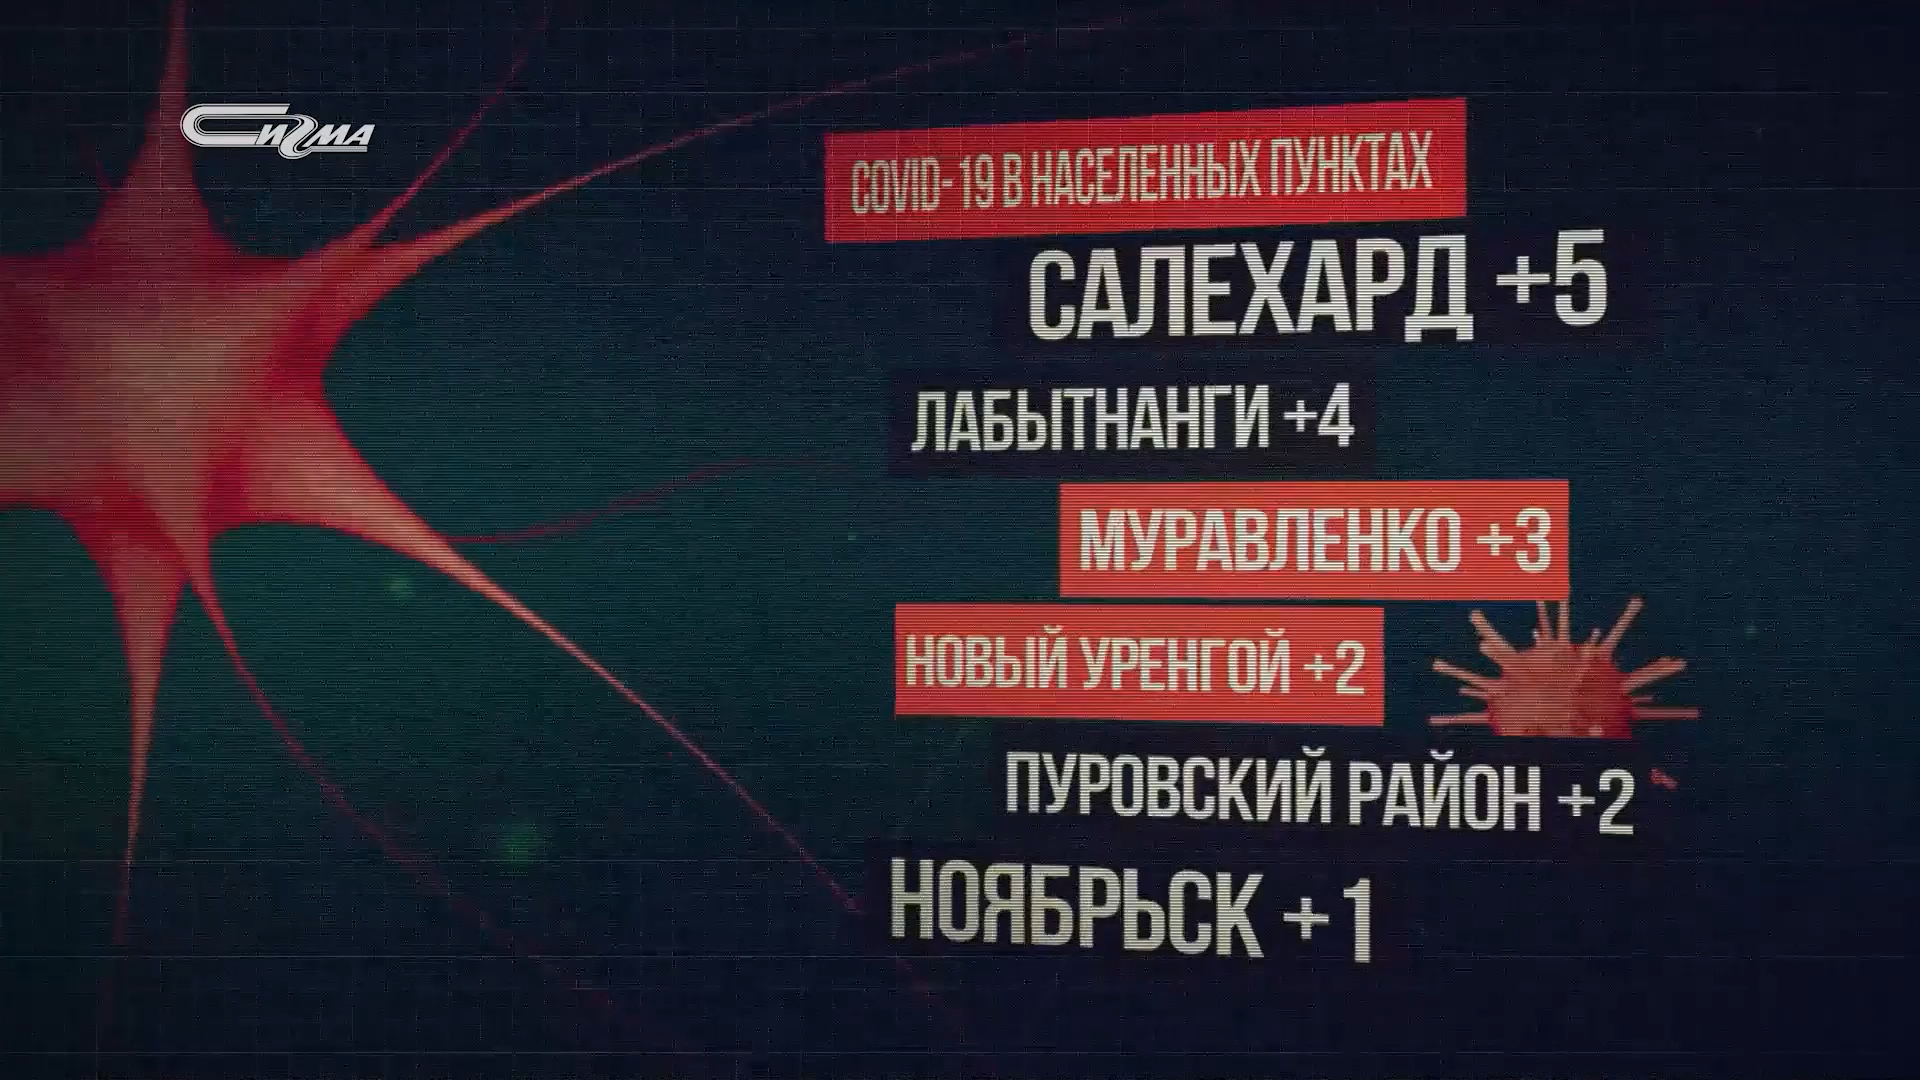 СИГМА
COVID-19 В НАСЕЛЕННЫХ ПУНКТАХ
САЛЕХАРД +5
ЛАБЫТНАНГИ +4
МУРАВЛЕНКО +3
НОВЫЙ УРЕНГОЙ +2
ПУРОВСКИЙ РАЙОН +2
НОЯБРЬСК +1